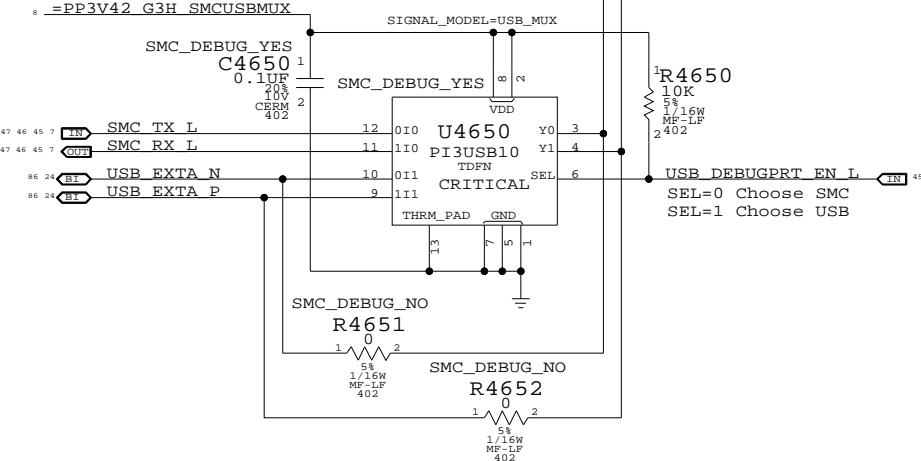 8 =PP3V42_G3H_SMCUSBMUX
SIGNAL_MODEL=USB_MUX
SMC_DEBUG_YES
C4650
1
0.1UF
20%
10V
CERM
402
2
SMC_DEBUG_YES
8 2
VDD
1
R4650
10K
5%
1/16W
MF-LF
402
2
47 46 45 7 IN SMC_TX_L 12 0I0
47 46 45 7 OUT SMC_RX_L 11 1I0
86 24 BI USB_EXTA_N 10 0I1
86 24 BI USB_EXTA_P 9 1I1
U4650
PI3USB10
TDFN
CRITICAL
Y0 3
Y1 4
SEL 6
USB_DEBUGPRT_EN_L IN
SEL=0 Choose SMC
SEL=1 Choose USB
THRM_PAD GND
13 7 5 1
SMC_DEBUG_NO
R4651
0
1 2
5%
1/16W
MF-LF
402
SMC_DEBUG_NO
R4652
0
1 2
5%
1/16W
MF-LF
402